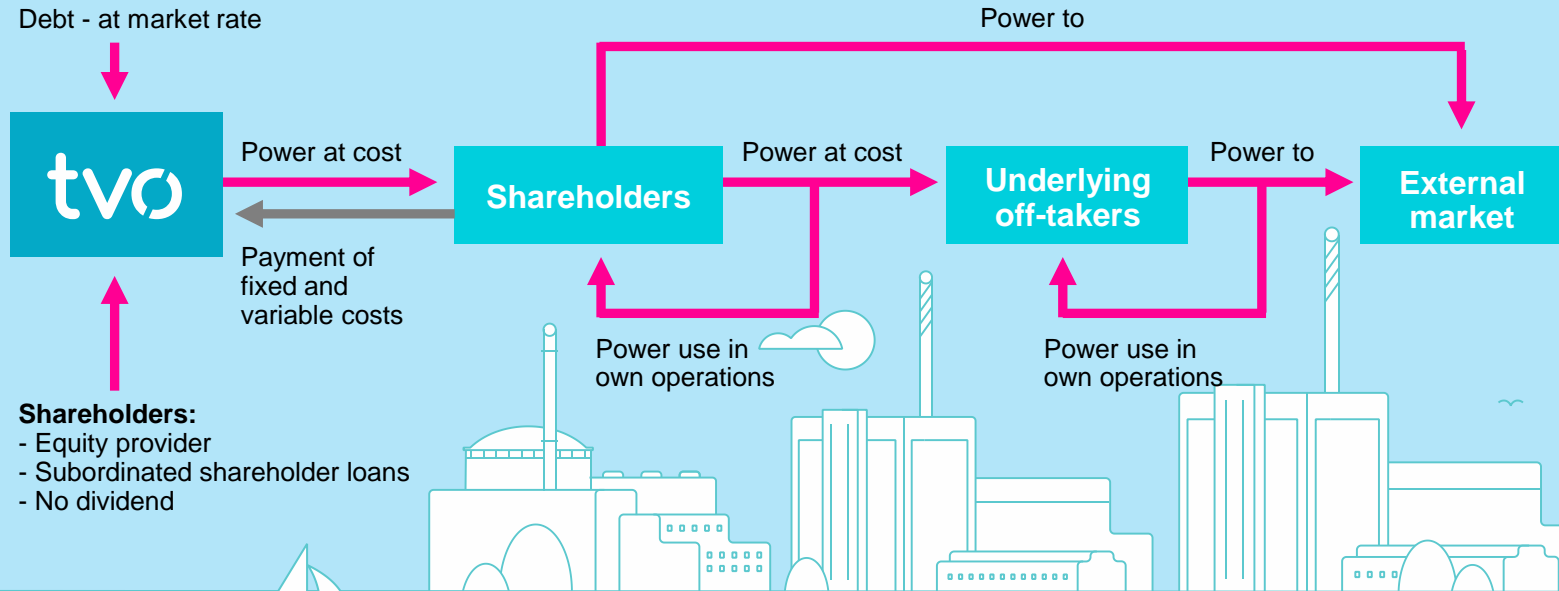 Debt - at market rate
Power to
tvo
Power at cost
Shareholders
Power at cost
Underlying
off-takers
Power to
External
market
Payment of
fixed and
variable costs
Power use in
own operations
Power use in
own operations
Shareholders:
- Equity provider
- Subordinated shareholder loans
- No dividend